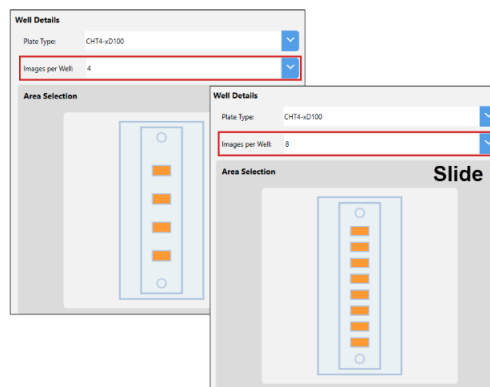 Well Details
Plate Type: CHT4-xD100
Images per Well: 4
Area Selection
Well Details
Plate Type: CHT4-xD100
Images per Well: 8
Area Selection
Slide